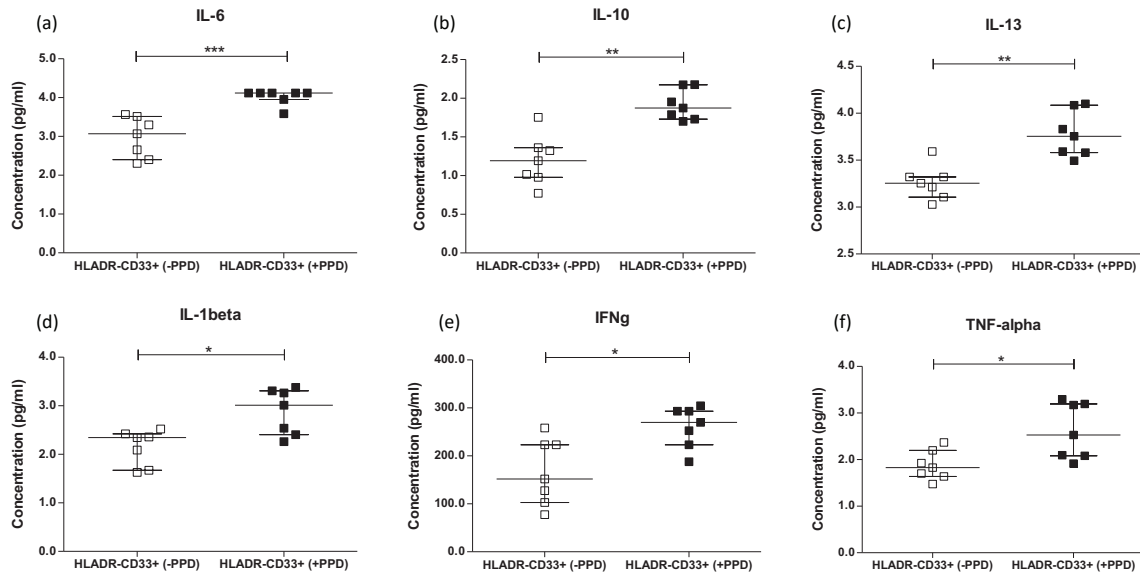 (a)
IL-6
***
Concentration (pg/ml)
5.0
4.0
3.0
2.0
1.0
0.0
HLADR-CD33+ (-PPD)
HLADR-CD33+ (+PPD)
(b)
IL-10
**
Concentration (pg/ml)
2.5
2.0
1.5
1.0
0.5
0.0
HLADR-CD33+ (-PPD)
HLADR-CD33+ (+PPD)
(c)
IL-13
**
Concentration (pg/ml)
4.5
4.0
3.5
3.0
2.5
HLADR-CD33+ (-PPD)
HLADR-CD33+ (+PPD)
(d)
IL-1beta
*
Concentration (pg/ml)
4.0
3.0
2.0
1.0
0.0
HLADR-CD33+ (-PPD)
HLADR-CD33+ (+PPD)
(e)
IFNg
*
Concentration (pg/ml)
400.0
300.0
200.0
100.0
0.0
HLADR-CD33+ (-PPD)
HLADR-CD33+ (+PPD)
(f)
TNF-alpha
*
Concentration (pg/ml)
4.0
3.0
2.0
1.0
0.0
HLADR-CD33+ (-PPD)
HLADR-CD33+ (+PPD)